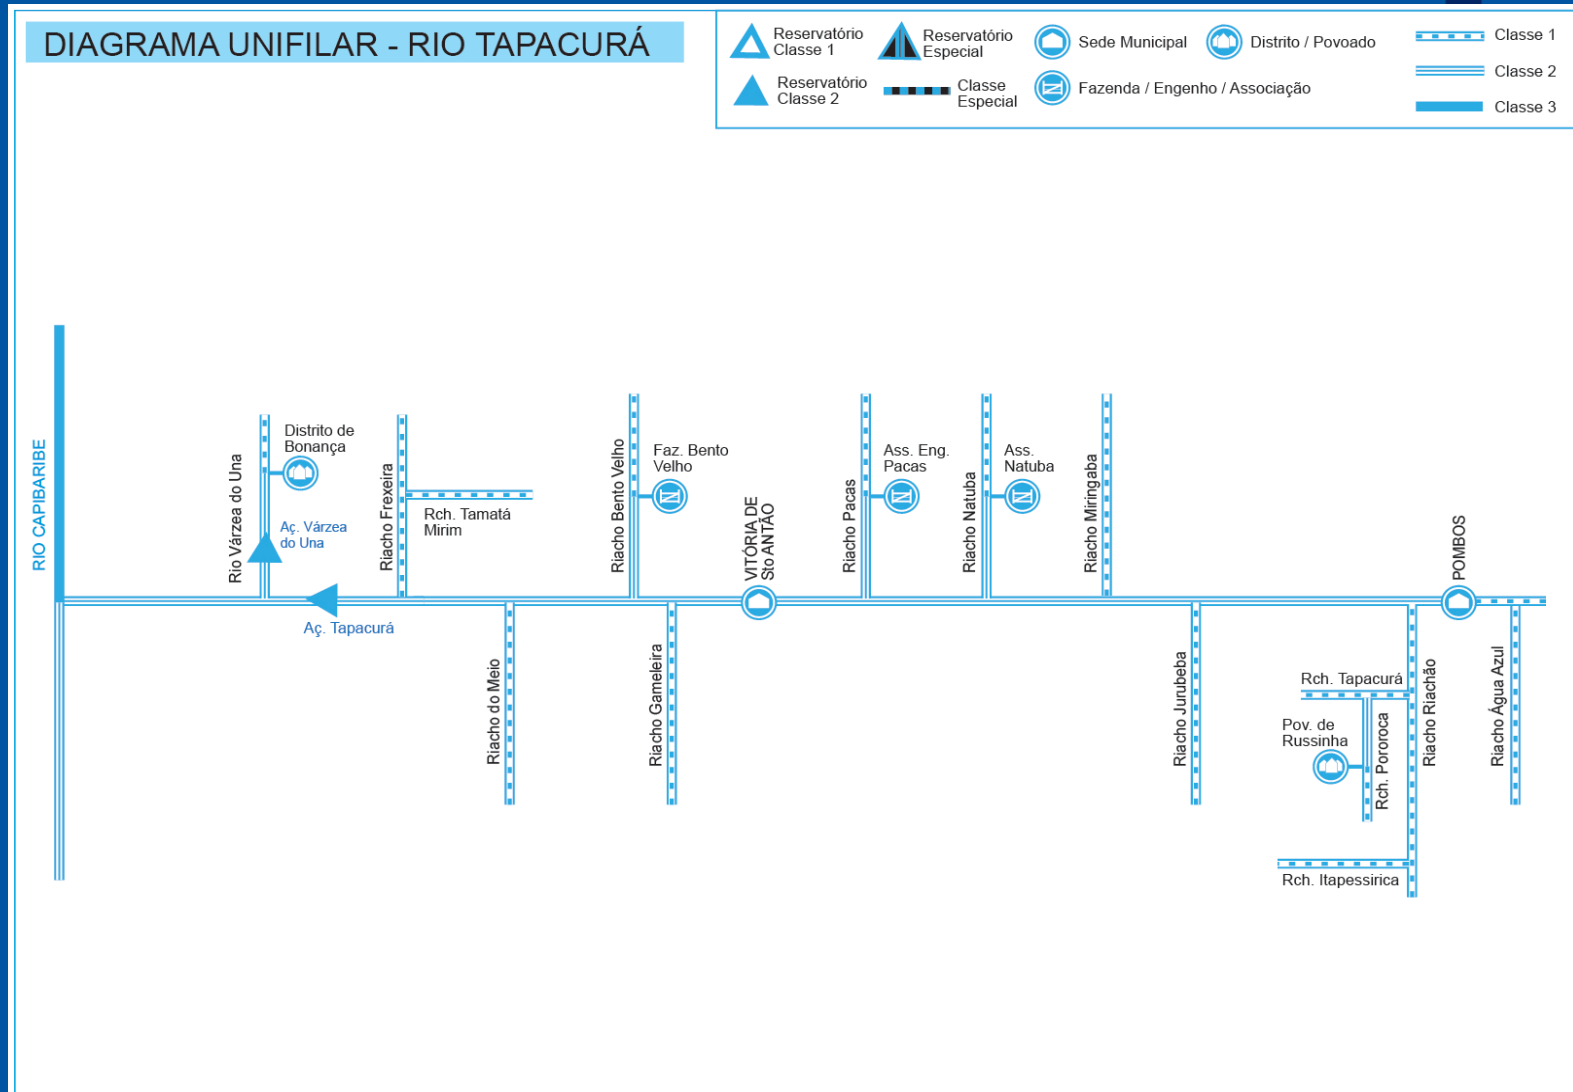 DIAGRAMA UNIFILAR - RIO TAPACURÁ
Reservatório
Classe 1
Reservatório
Especial
Sede Municipal
Distrito / Povoado
Classe 1
Reservatório
Classe 2
Classe
Especial
Fazenda / Engenho / Associação
Classe 2
Classe 3
RIO CAPIBARIBE
Rio Várzea do Una
Distrito de
Bonança
Aç. Várzea
do Una
Aç. Tapacurá
Riacho Frexeira
Rch. Tamatá
Mirim
Riacho do Meio
Riacho Bento Velho
Faz. Bento
Velho
Riacho Gameleira
VITÓRIA DE
Sto ANTÃO
Riacho Pacas
Ass. Eng.
Pacas
Riacho Natuba
Ass.
Natuba
Riacho Miringaba
Riacho Jurubeba
Rch. Tapacurá
Pov. de
Russinha
Rch. Pororoca
Riacho Riachão
Rch. Itapessirica
POMBOS
Riacho Água Azul